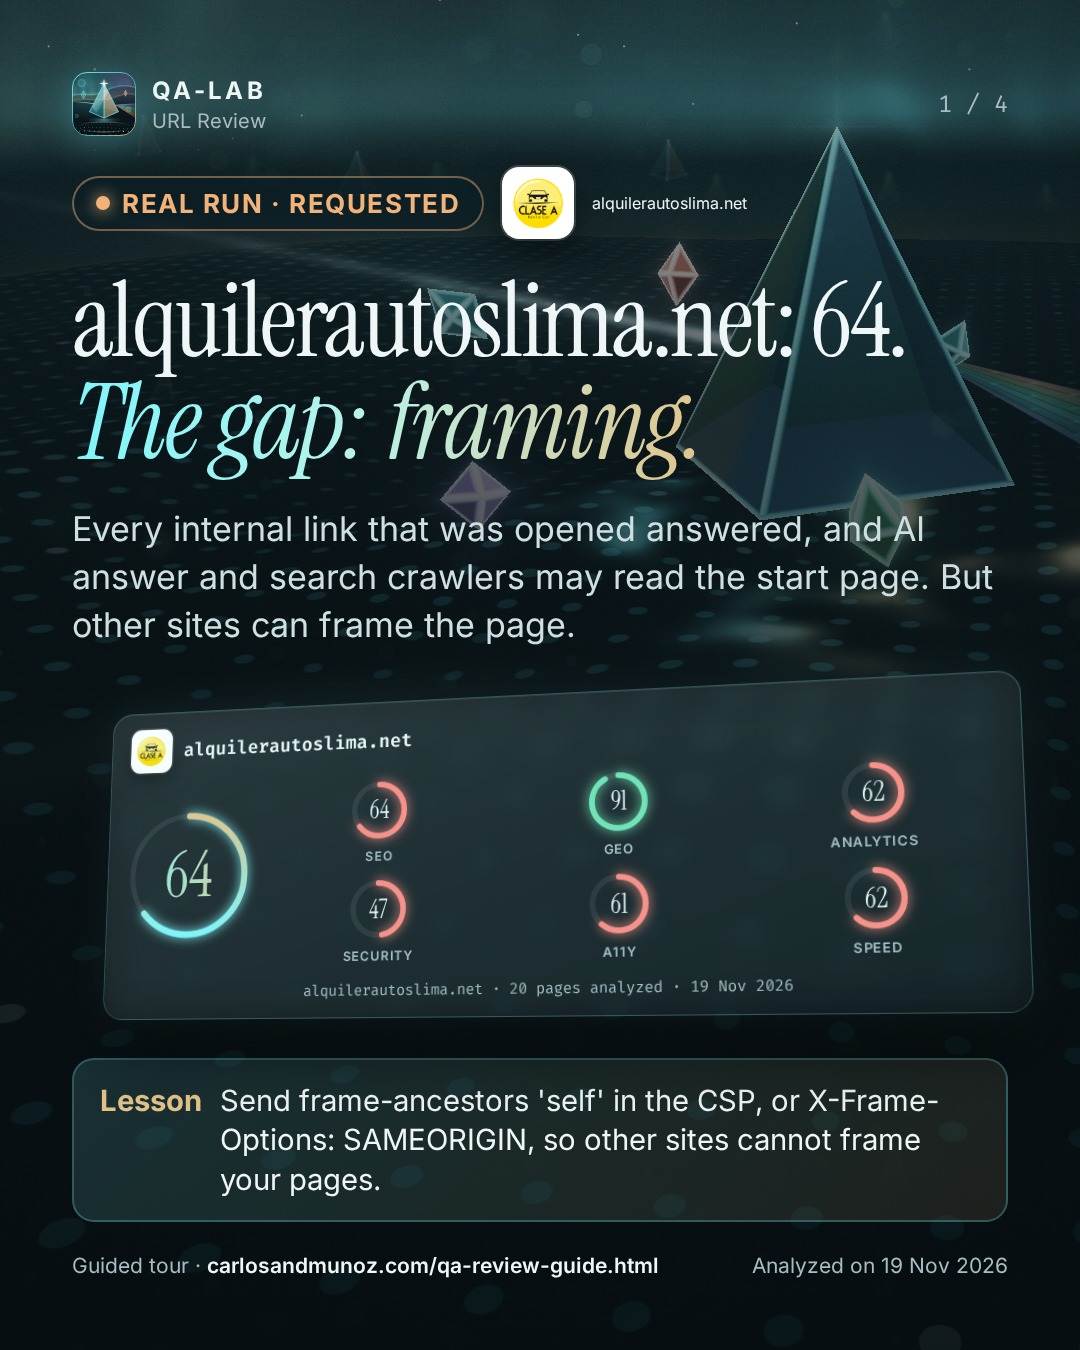 QA-LAB
URL Review
1 / 4
REAL RUN · REQUESTED
CLASE A
alquilerautoslima.net
alquilerautoslima.net: 64.
The gap: framing.
Every internal link that was opened answered, and AI
answer and search crawlers may read the start page. But
other sites can frame the page.
CLASE A
alquilerautoslima.net
64
64
SEO
91
GEO
62
ANALYTICS
47
SECURITY
61
A11Y
62
SPEED
alquilerautoslima.net · 20 pages analyzed · 19 Nov 2026
Lesson
Send frame-ancestors 'self' in the CSP, or X-Frame-
Options: SAMEORIGIN, so other sites cannot frame
your pages.
Guided tour · carlosandmunoz.com/qa-review-guide.html
Analyzed on 19 Nov 2026